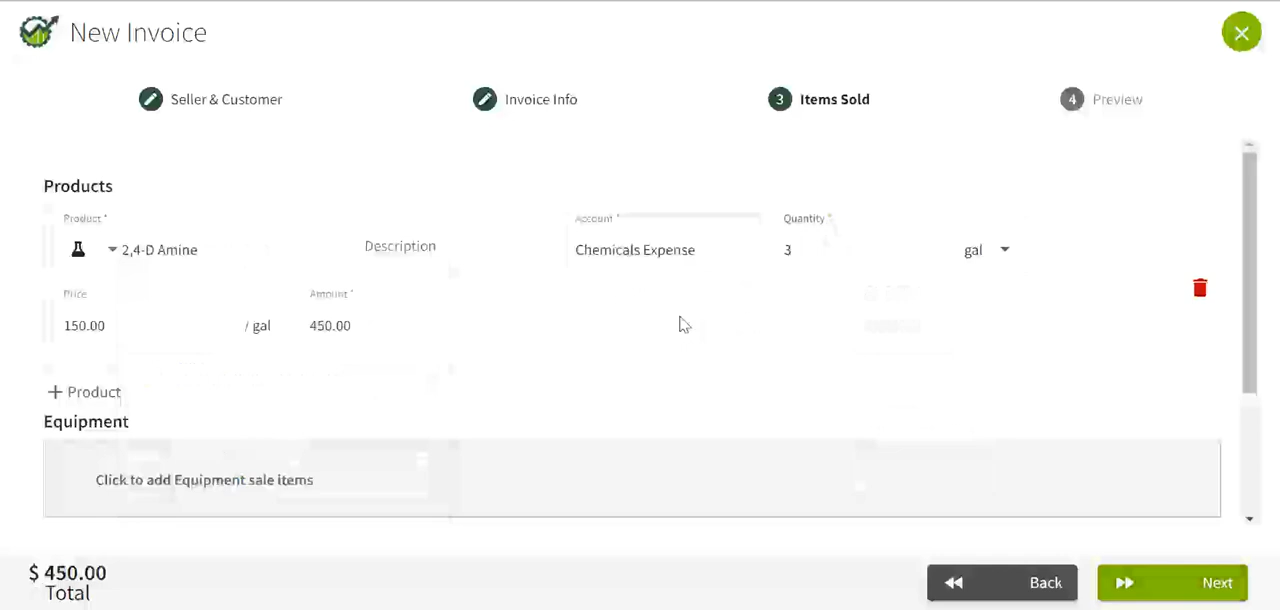 New Invoice
Seller & Customer
Invoice Info
3 Items Sold
4 Preview
Products
Product *
2,4-D Amine
Description
Account *
Chemicals Expense
Quantity *
3
gal
Price
150.00
/ gal
Amount *
450.00
+ Product
Equipment
Click to add Equipment sale items
$ 450.00
Total
Back
Next